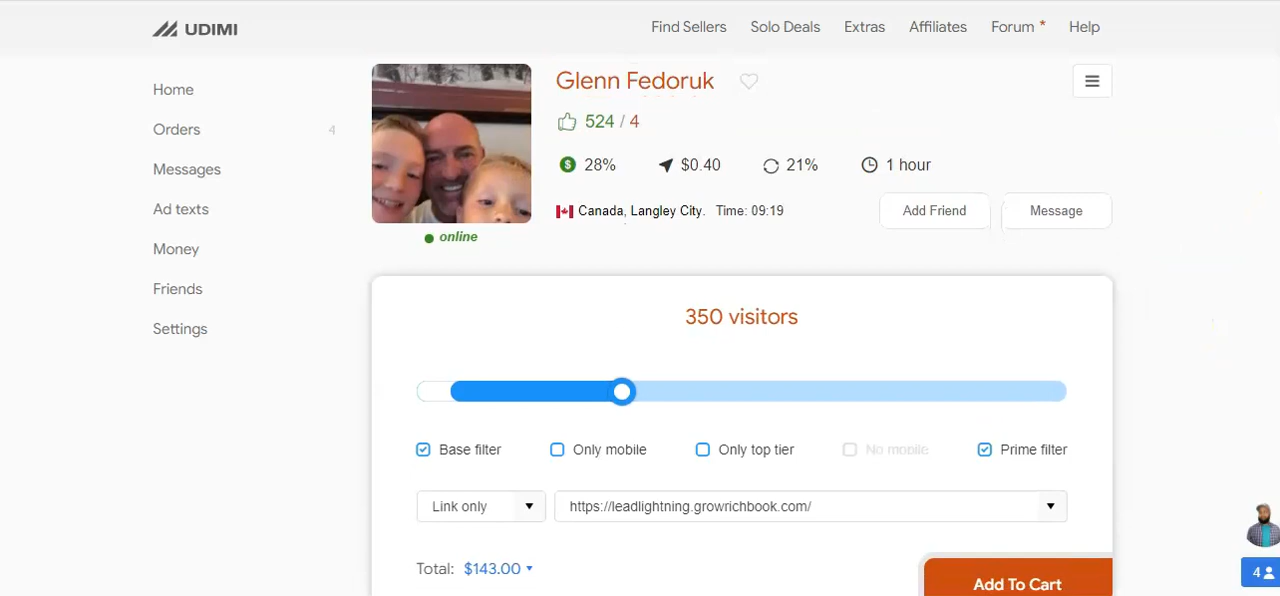 UDIMI
Find Sellers Solo Deals Extras Affiliates Forum * Help
Home
Orders 4
Messages
Ad texts
Money
Friends
Settings
Glenn Fedoruk
524 / 4
$ 28% $0.40 21% 1 hour
Canada, Langley City. Time: 09:19
Add Friend Message
online
350 visitors
Base filter Only mobile Only top tier No mobile Prime filter
Link only https://leadlightning.growrichbook.com/
Total: $143.00
Add To Cart
4